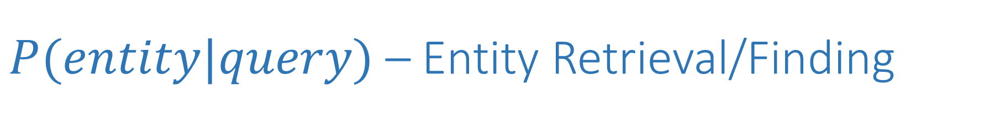 P(entity|query) – Entity Retrieval/Finding